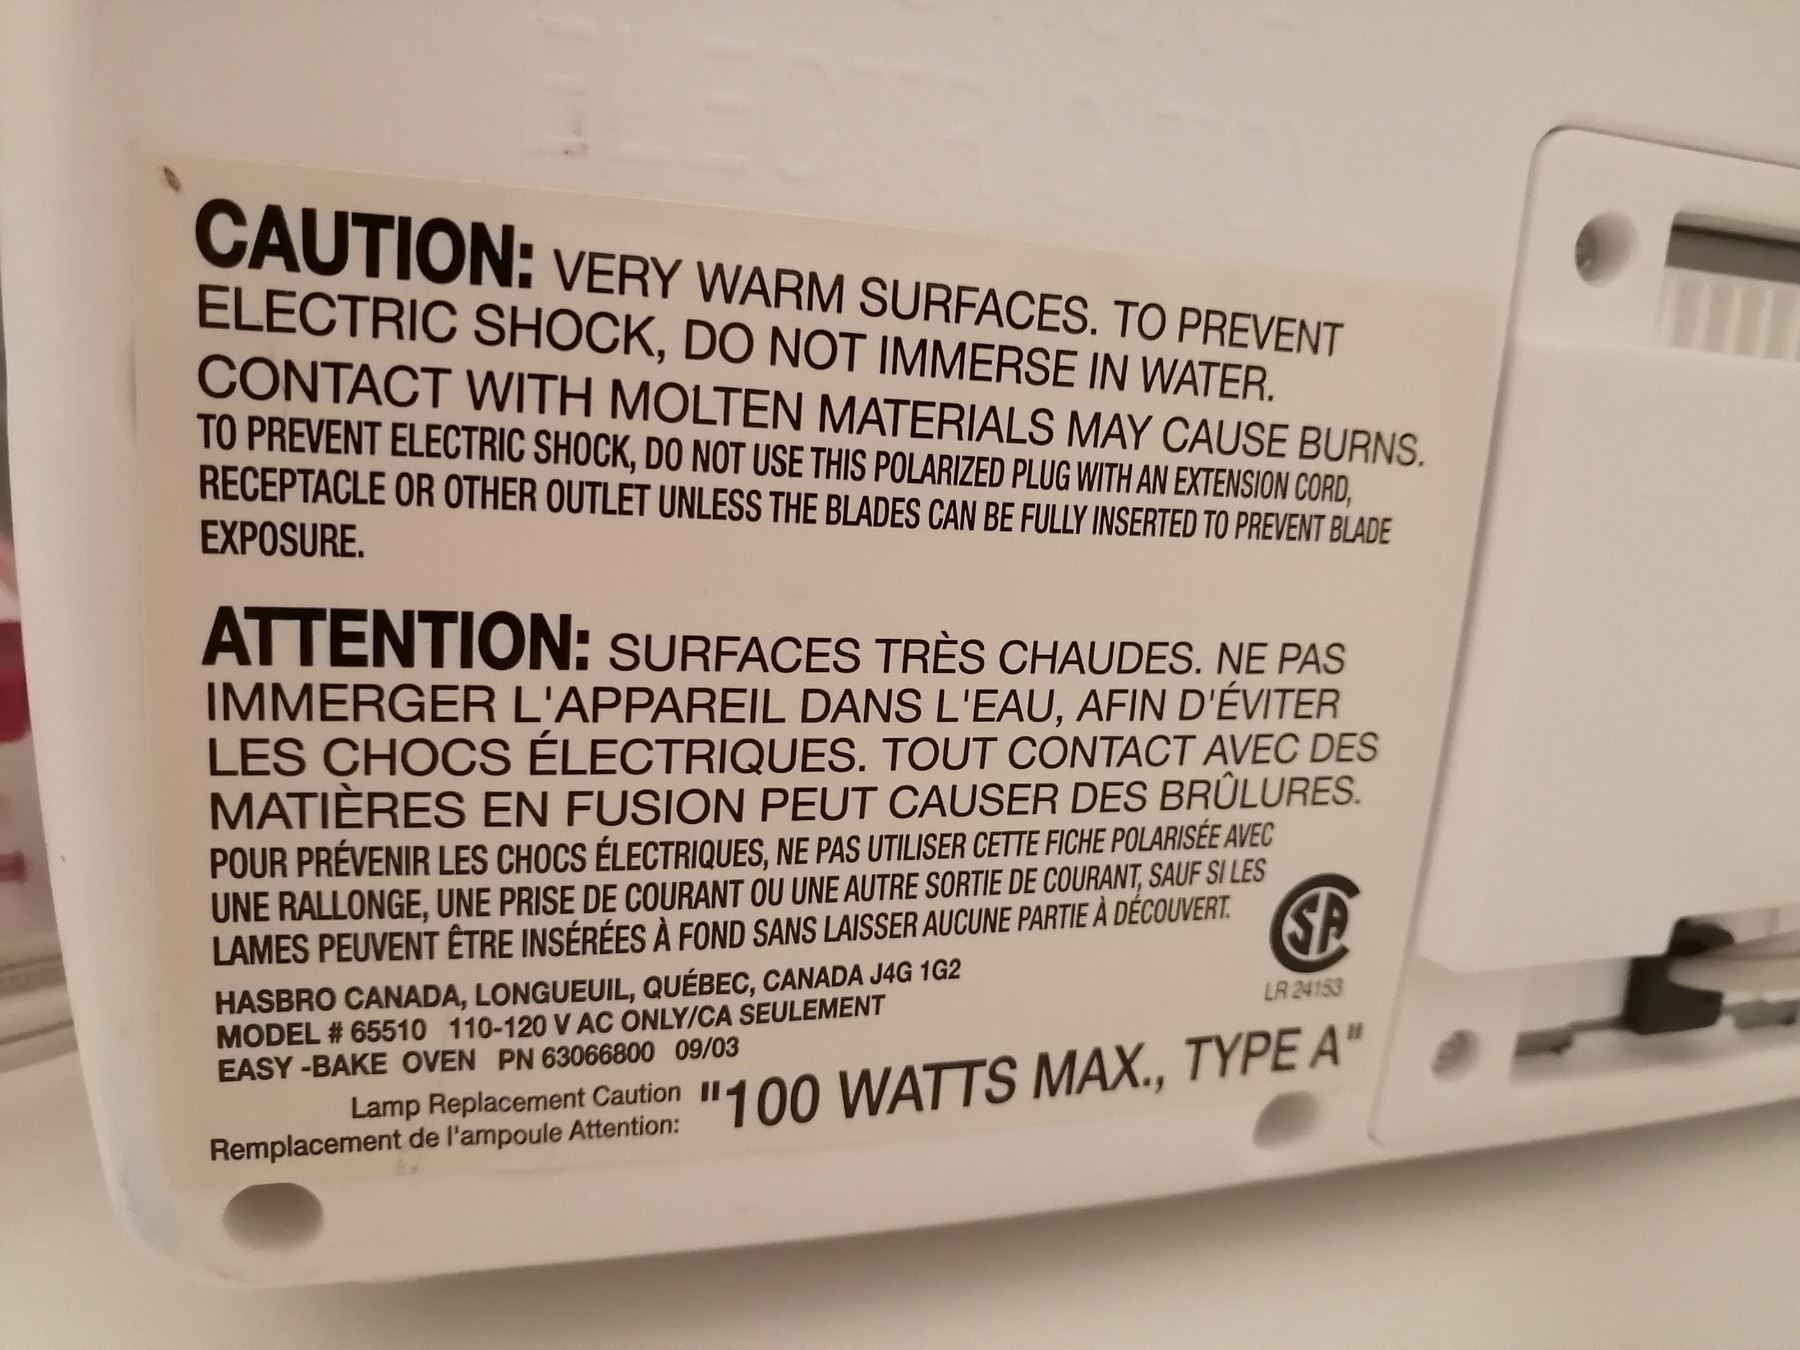 ELECTRIC TOY
CAUTION: VERY WARM SURFACES. TO PREVENT
ELECTRIC SHOCK, DO NOT IMMERSE IN WATER.
CONTACT WITH MOLTEN MATERIALS MAY CAUSE BURNS.
TO PREVENT ELECTRIC SHOCK, DO NOT USE THIS POLARIZED PLUG WITH AN EXTENSION CORD,
RECEPTACLE OR OTHER OUTLET UNLESS THE BLADES CAN BE FULLY INSERTED TO PREVENT BLADE
EXPOSURE.
ATTENTION: SURFACES TRÈS CHAUDES. NE PAS
IMMERGER L'APPAREIL DANS L'EAU, AFIN D'ÉVITER
LES CHOCS ÉLECTRIQUES. TOUT CONTACT AVEC DES
MATIÈRES EN FUSION PEUT CAUSER DES BRÛLURES.
POUR PRÉVENIR LES CHOCS ÉLECTRIQUES, NE PAS UTILISER CETTE FICHE POLARISÉE AVEC
UNE RALLONGE, UNE PRISE DE COURANT OU UNE AUTRE SORTIE DE COURANT, SAUF SI LES
LAMES PEUVENT ÊTRE INSÉRÉES À FOND SANS LAISSER AUCUNE PARTIE À DÉCOUVERT.
SA
LR 24153
HASBRO CANADA, LONGUEUIL, QUÉBEC, CANADA J4G 1G2
MODEL # 65510 110-120 V AC ONLY/CA SEULEMENT
EASY -BAKE OVEN PN 63066800 09/03
Lamp Replacement Caution "100 WATTS MAX., TYPE A"
Remplacement de l'ampoule Attention: